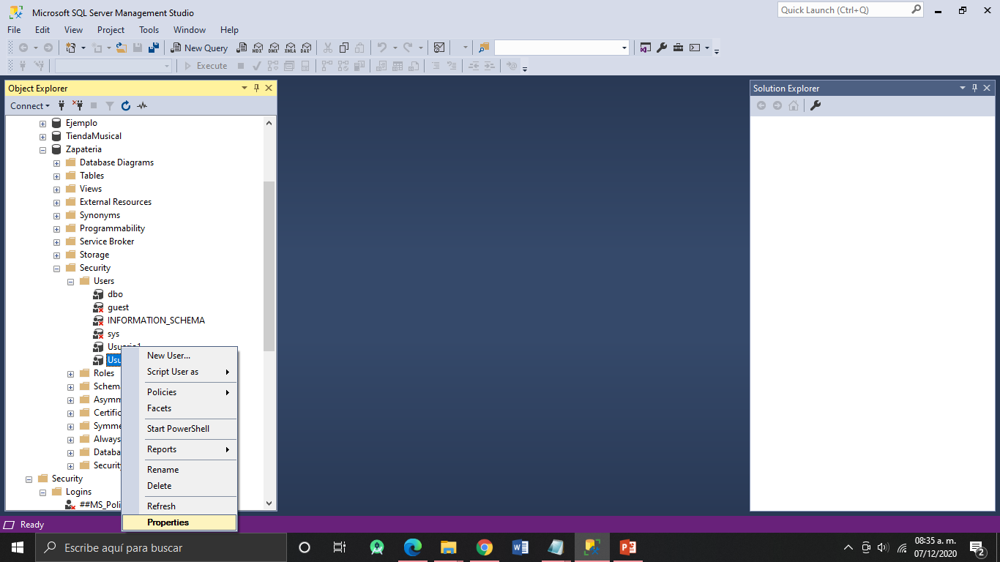 Microsoft SQL Server Management Studio
Quick Launch (Ctrl+Q)
File Edit View Project Tools Window Help
New Query MDX DMX XMLA DAX
Execute
Object Explorer
Solution Explorer
Connect
Ejemplo
TiendaMusical
Zapateria
Database Diagrams
Tables
Views
External Resources
Synonyms
Programmability
Service Broker
Storage
Security
Users
dbo
guest
INFORMATION_SCHEMA
sys
Usuario1
Usu
Roles
Schem
Asymm
Certific
Symme
Always
Databa
Security
Security
Logins
##MS_Poli
New User...
Script User as
Policies
Facets
Start PowerShell
Reports
Rename
Delete
Refresh
Properties
Ready
Escribe aquí para buscar
08:35 a. m.
07/12/2020
2